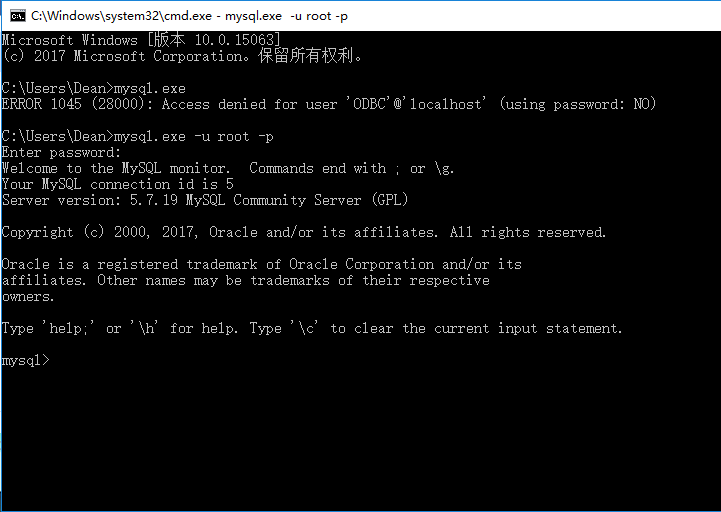 C:\Windows\system32\cmd.exe - mysql.exe  -u root -p
Microsoft Windows [版本 10.0.15063]
(c) 2017 Microsoft Corporation。保留所有权利。
C:\Users\Dean>mysql.exe
ERROR 1045 (28000): Access denied for user 'ODBC'@'localhost' (using password: NO)
C:\Users\Dean>mysql.exe -u root -p
Enter password:
Welcome to the MySQL monitor.  Commands end with ; or \g.
Your MySQL connection id is 5
Server version: 5.7.19 MySQL Community Server (GPL)
Copyright (c) 2000, 2017, Oracle and/or its affiliates. All rights reserved.
Oracle is a registered trademark of Oracle Corporation and/or its
affiliates. Other names may be trademarks of their respective
owners.
Type 'help;' or '\h' for help. Type '\c' to clear the current input statement.
mysql>